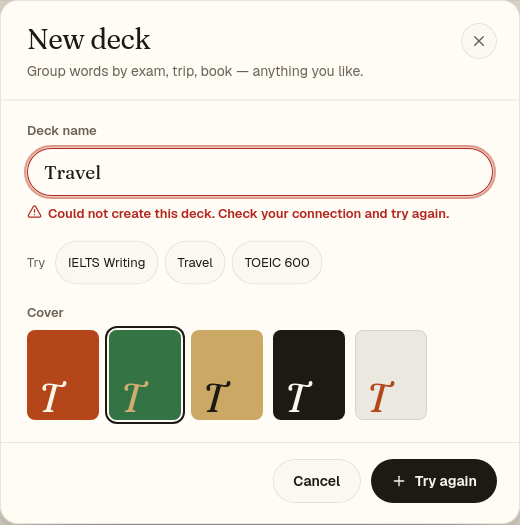 New deck
Group words by exam, trip, book — anything you like.
Deck name
Travel
Could not create this deck. Check your connection and try again.
Try IELTS Writing Travel TOEIC 600
Cover
T T T T T
Cancel Try again